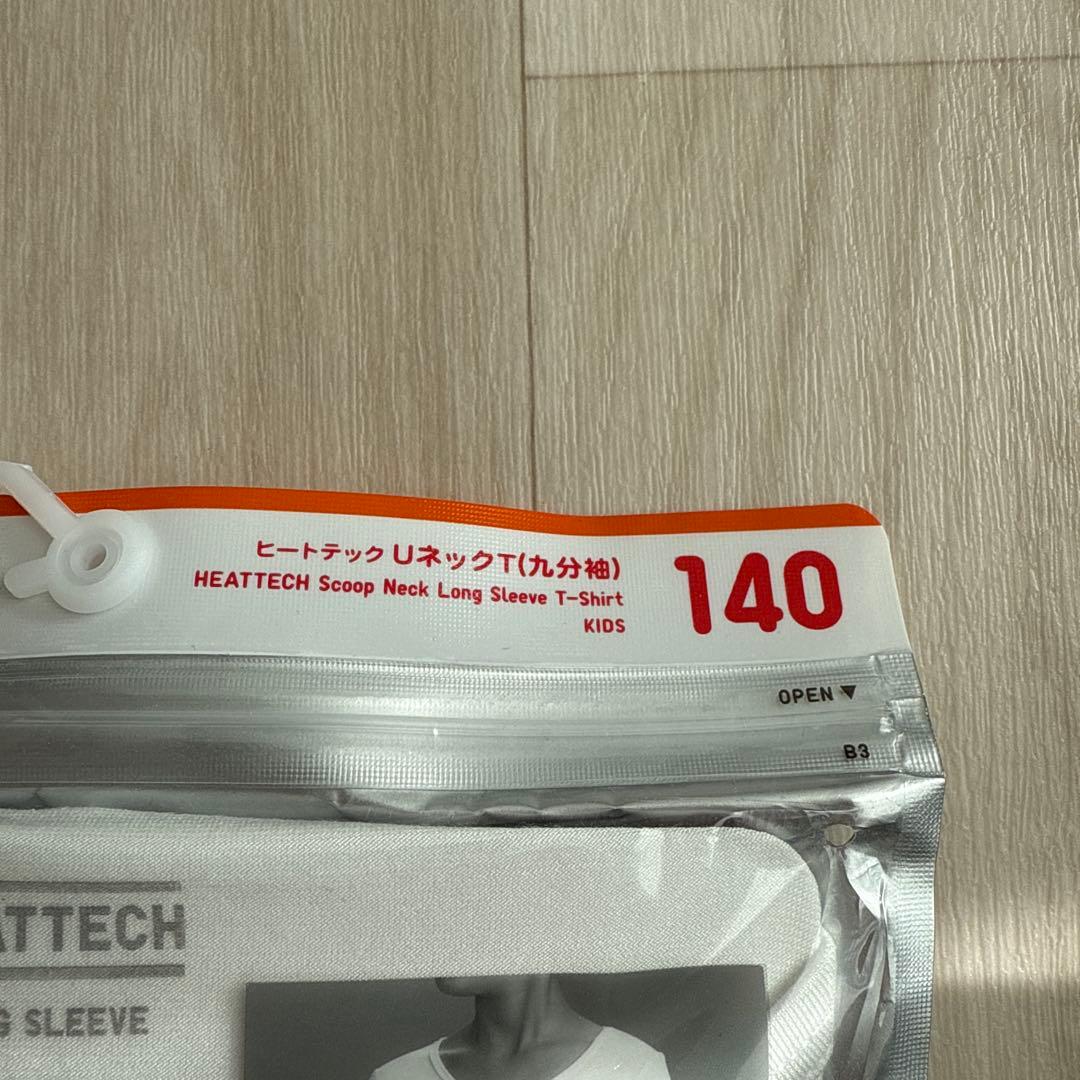 ヒートテック UネックT(九分袖)
HEATTECH Scoop Neck Long Sleeve T-Shirt
KIDS
140
OPEN ▼
B3
ATTECH
G SLEEVE